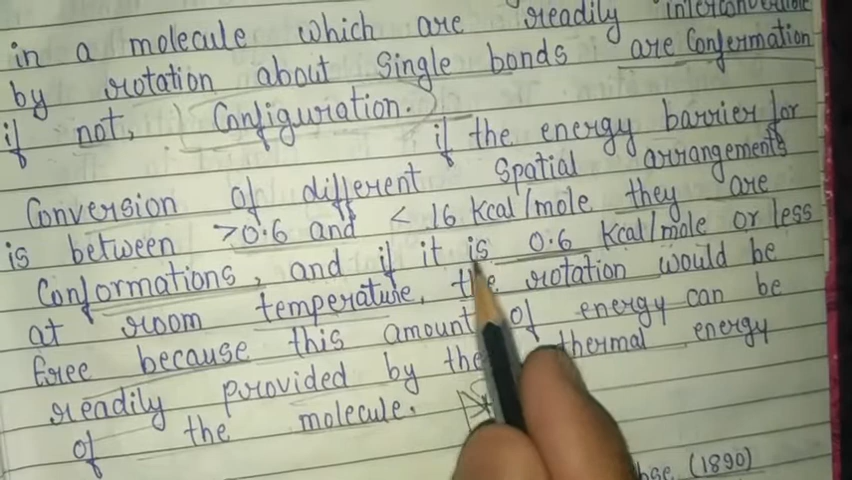 in a molecule which are readily interconvertible
by rotation about Single bonds are Confermation
if not, Configuration.
if the energy barrier for
Conversion of different Spatial arrangements
is between >0.6 and < 16 Kcal/mole they are
Conformations, and if it is 0.6 Kcal/mole or less
at room temperature, the rotation would be
free because this amount of energy can be
readily provided by the thermal energy
of the molecule.
(1890)